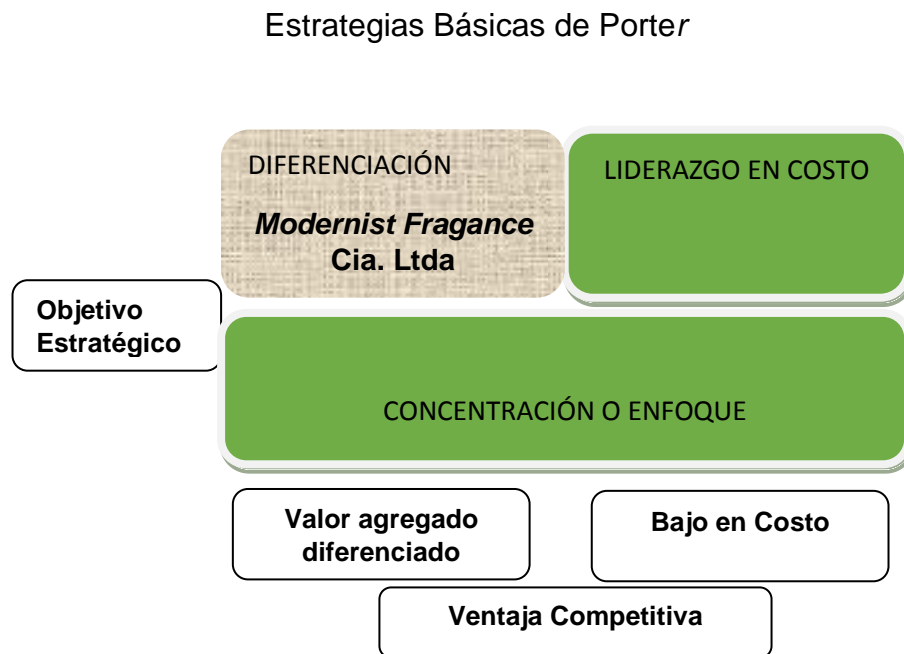 Estrategias Básicas de Porter
DIFERENCIACIÓN
Modernist Fragance
Cia. Ltda
LIDERAZGO EN COSTO
Objetivo
Estratégico
CONCENTRACIÓN O ENFOQUE
Valor agregado
diferenciado
Bajo en Costo
Ventaja Competitiva